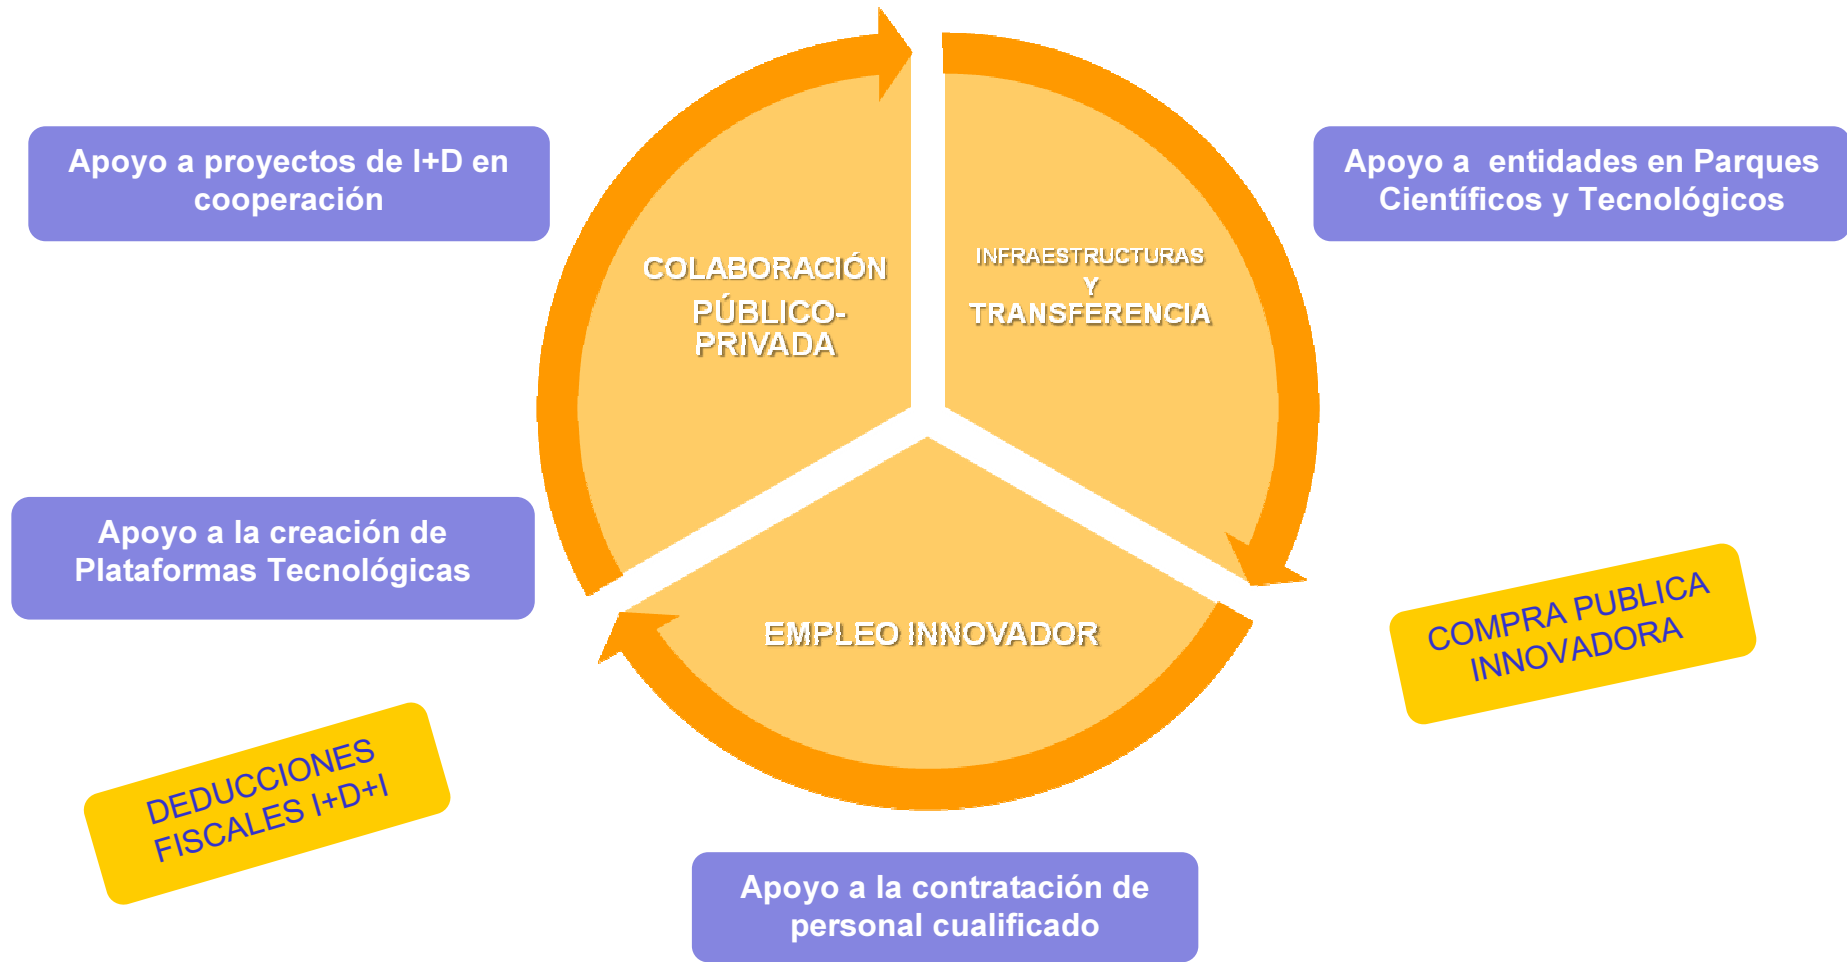 Apoyo a proyectos de I+D en
cooperación
Apoyo a entidades en Parques
Científicos y Tecnológicos
COLABORACIÓN
PÚBLICO-
PRIVADA
INFRAESTRUCTURAS
Y
TRANSFERENCIA
Apoyo a la creación de
Plataformas Tecnológicas
EMPLEO INNOVADOR
COMPRA PUBLICA
INNOVADORA
DEDUCCIONES
FISCALES I+D+I
Apoyo a la contratación de
personal cualificado